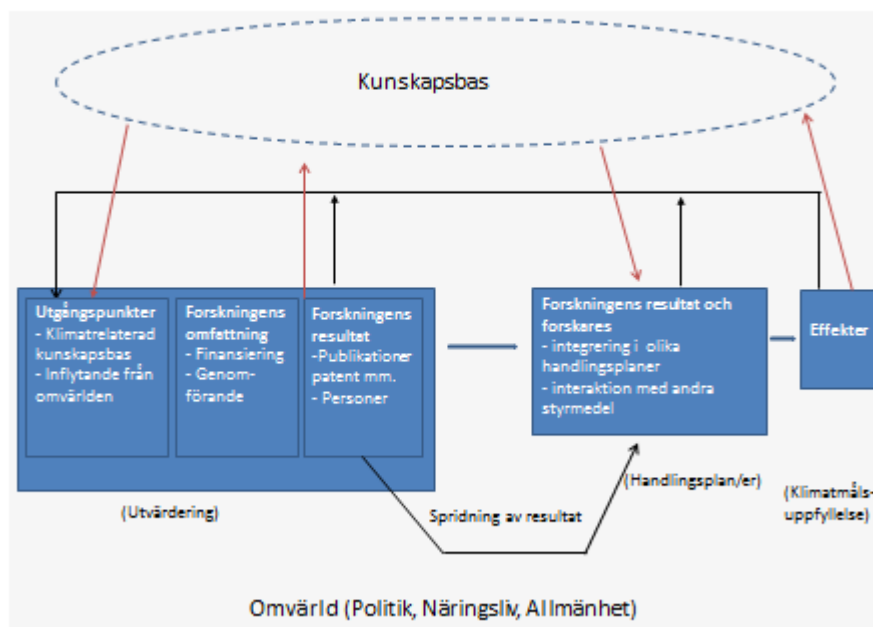 Kunskapsbas
Utgångspunkter
- Klimatrelaterad
kunskapsbas
- Inflytande från
omvärlden
Forskningens
omfattning
- Finansiering
- Genom-
förande
Forskningens
resultat
-Publikationer
patent mm.
- Personer
Forskningens resultat och
forskares
- integrering i olika
handlingsplaner
- interaktion med andra
styrmedel
Effekter
(Utvärdering)
Spridning av resultat
(Handlingsplan/er)
(Klimatmåls-
uppfyllelse)
Omvärld (Politik, Näringsliv, Allmänhet)